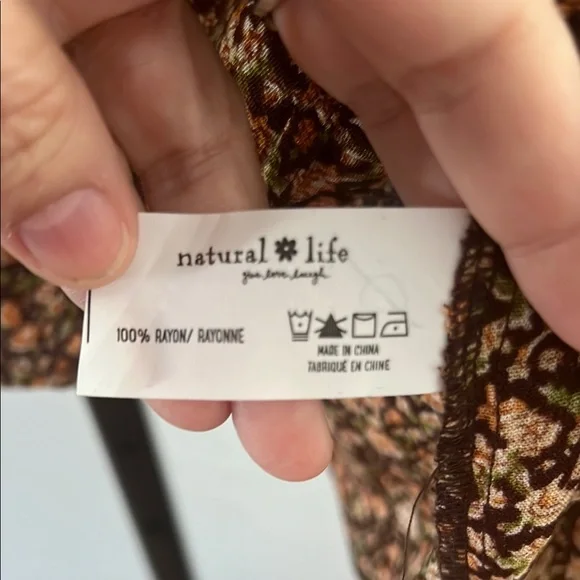 natural life
give. love. laugh.
100% RAYON/ RAYONNE
MADE IN CHINA
FABRIQUÉ EN CHINE